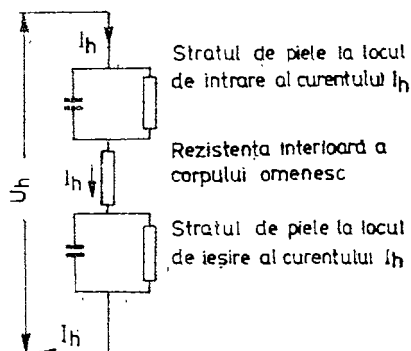 Ih
Stratul de piele la locul
de intrare al curentului Ih
Uh
Ih
Rezistența interioară a
corpului omenesc
Stratul de piele la locul
de ieșire al curentului Ih
Ih